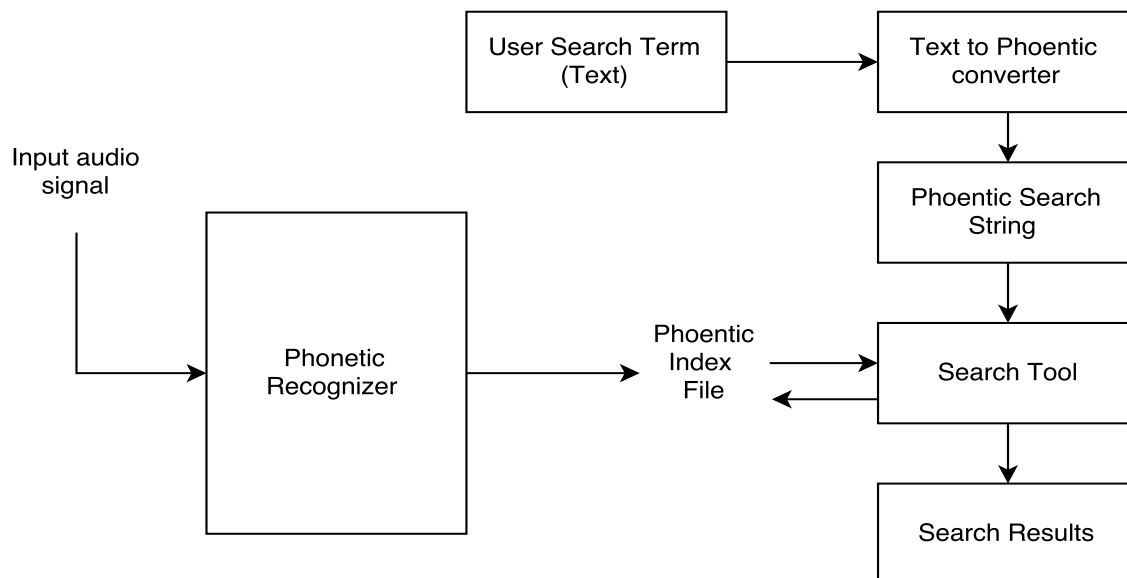 User Search Term
(Text)
Text to Phoentic
converter
Input audio
signal
Phoentic Search
String
Phonetic
Recognizer
Phoentic
Index
File
Search Tool
Search Results